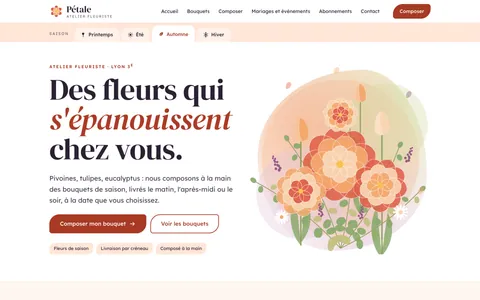 Pétale
ATELIER FLEURISTE
Accueil
Bouquets
Composer
Mariages et événements
Abonnements
Contact
Composer
SAISON
Printemps
Été
Automne
Hiver
ATELIER FLEURISTE · LYON 3ᴱ
Des fleurs qui
s'épanouissent
chez vous.
Pivoines, tulipes, eucalyptus : nous composons à la main
des bouquets de saison, livrés le matin, l'après-midi ou le
soir, à la date que vous choisissez.
Composer mon bouquet →
Voir les bouquets
Fleurs de saison
Livraison par créneau
Composé à la main